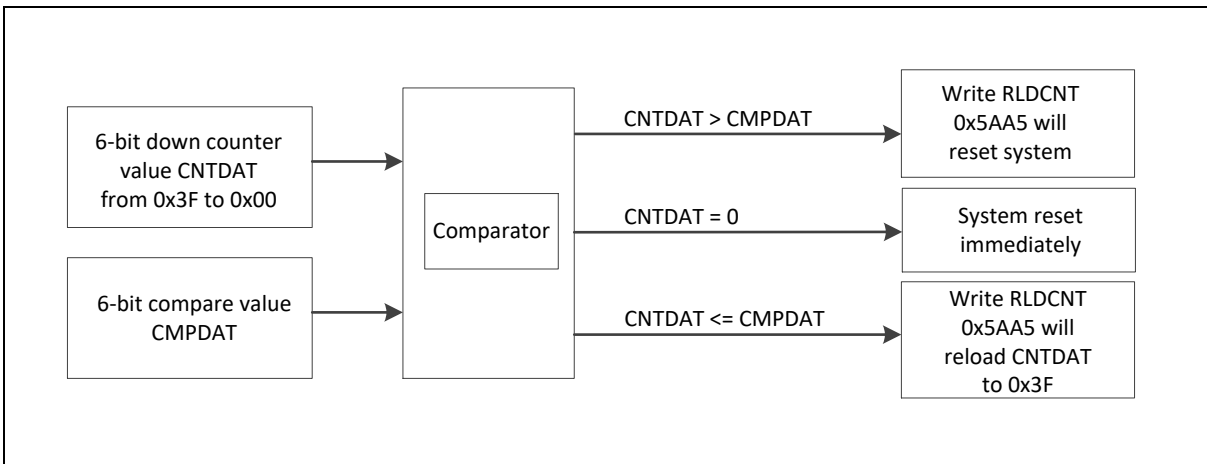 6-bit down counter
value CNTDAT
from 0x3F to 0x00
6-bit compare value
CMPDAT
Comparator
CNTDAT > CMPDAT
CNTDAT = 0
CNTDAT <= CMPDAT
Write RLDCNT
0x5AA5 will
reset system
System reset
immediately
Write RLDCNT
0x5AA5 will
reload CNTDAT
to 0x3F